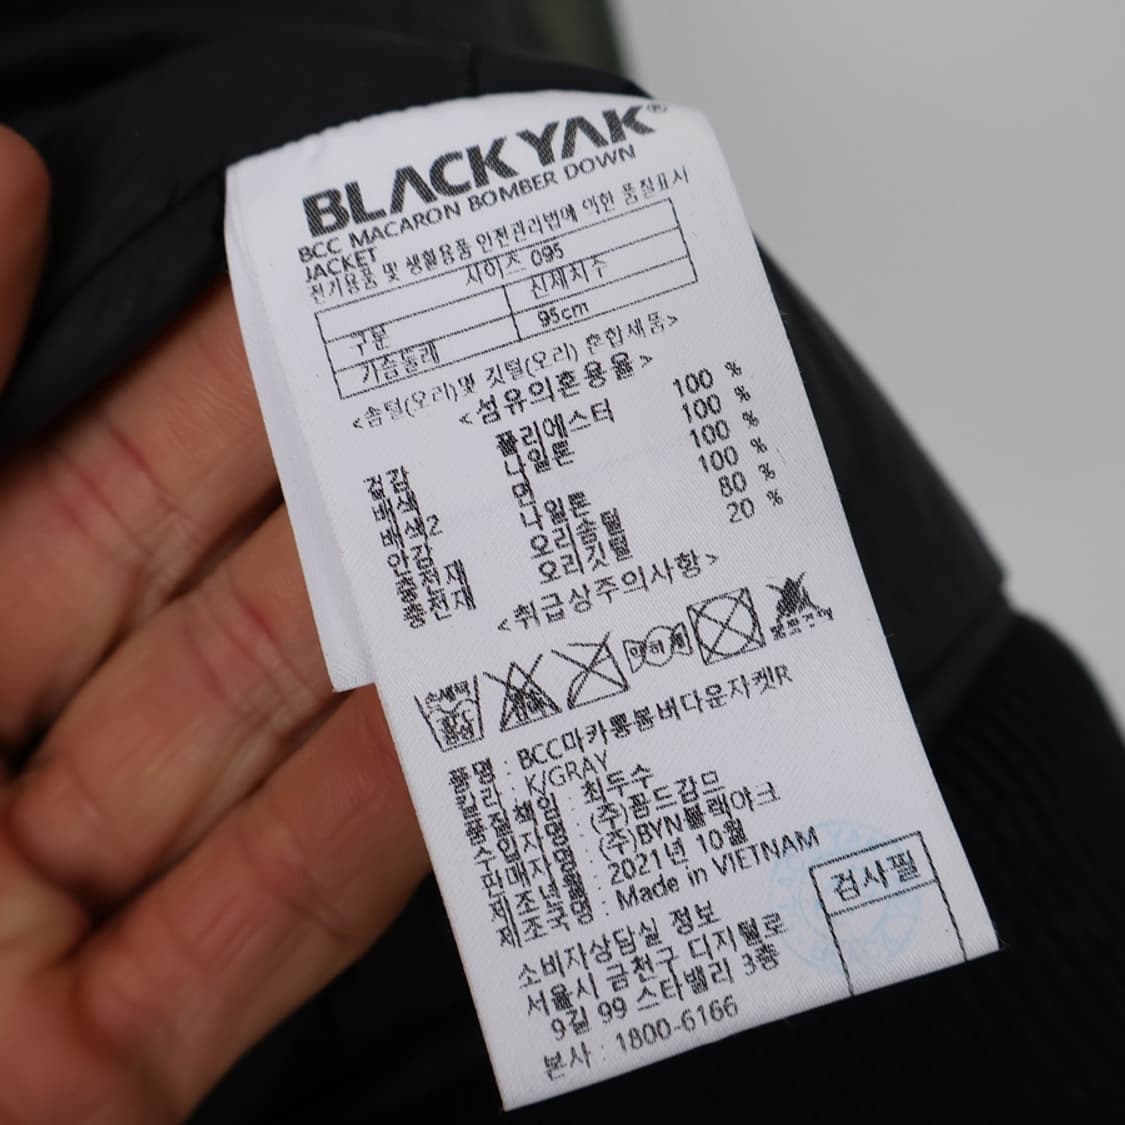 BLACKYAK®
BCC MACARON BOMBER DOWN
JACKET
전기용품 및 생활용품 안전관리법에 의한 품질표시
사이즈 095
구분 신체치수
가슴둘레 95cm
<솜털(오리)및 깃털(오리) 혼합제품>
<섬유의혼용율>
겉감 폴리에스터 100 %
배색 나일론 100 %
배색2 면 100 %
안감 나일론 100 %
충전재 오리솜털 80 %
충전재 오리깃털 20 %
<취급상주의사항>
손세탁
중성
품명 : BCC마카롱봄버다운자켓R
칼라 : K/GRAY
품질책임 : 최두수
수입자명 : (주)콤드감므
판매자명 : (주)BYN블랙야크
제조년월 : 2021년 10월
제조국명 : Made in VIETNAM
검사필
소비자상담실 정보
서울시 금천구 디지털로
9길 99 스타밸리 3층
본사 : 1800-6166